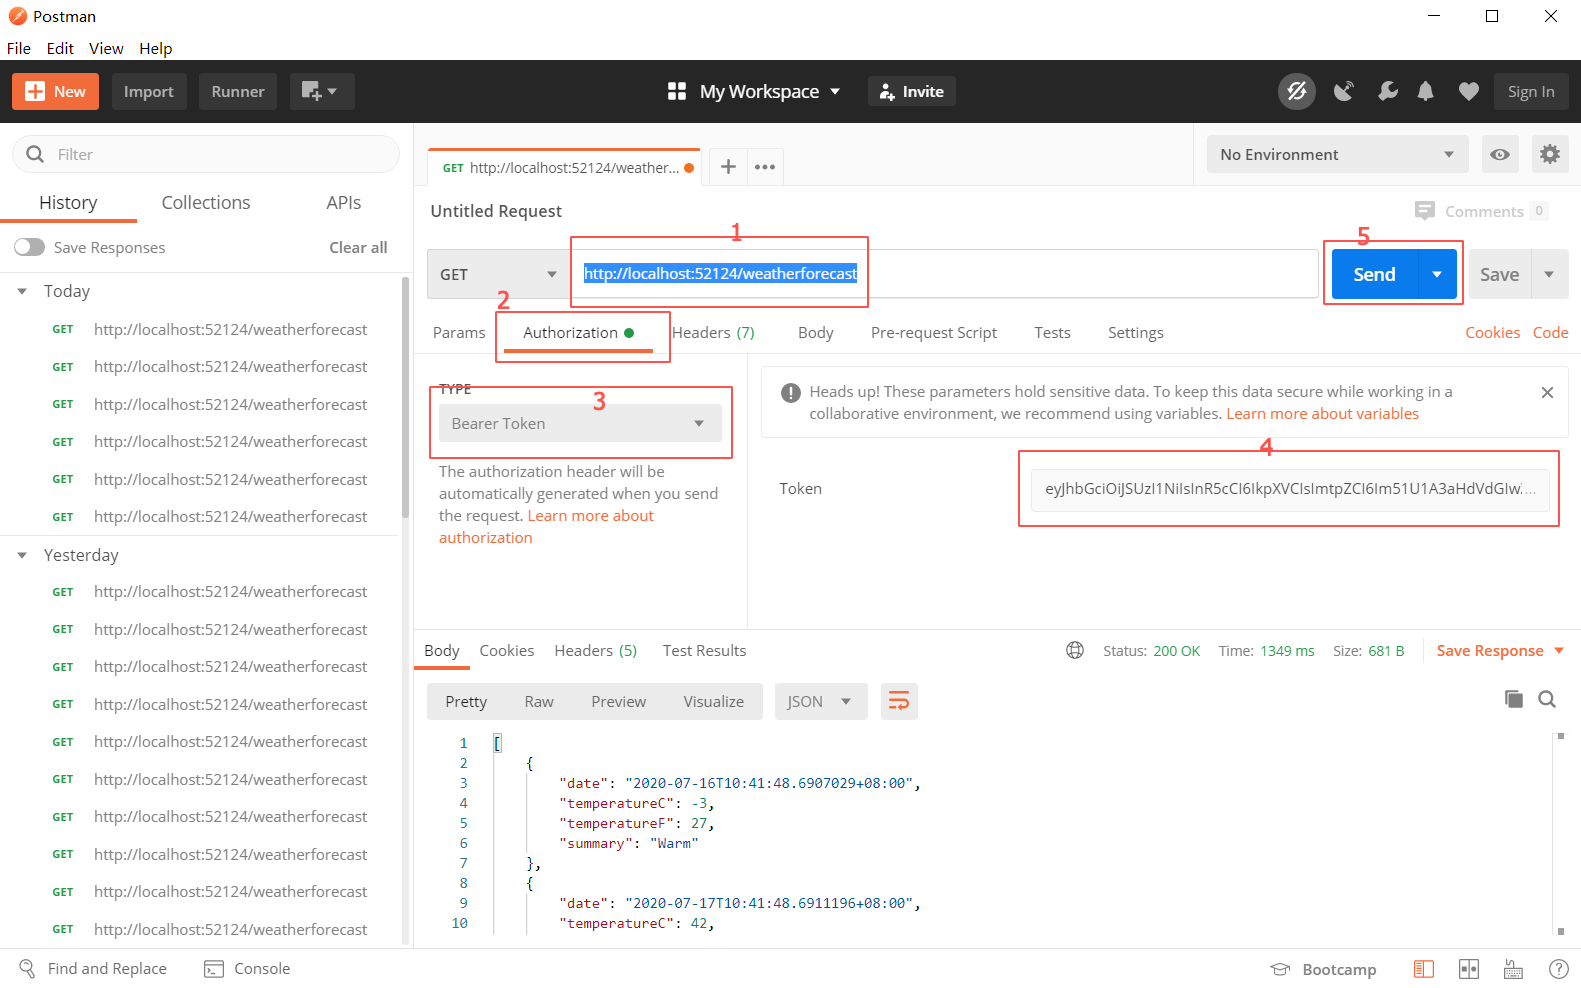 Postman
File Edit View Help
New Import Runner My Workspace Invite Sign In
Filter
History Collections APIs
Save Responses Clear all
Today
GET http://localhost:52124/weatherforecast
GET http://localhost:52124/weatherforecast
GET http://localhost:52124/weatherforecast
GET http://localhost:52124/weatherforecast
GET http://localhost:52124/weatherforecast
GET http://localhost:52124/weatherforecast
Yesterday
GET http://localhost:52124/weatherforecast
GET http://localhost:52124/weatherforecast
GET http://localhost:52124/weatherforecast
GET http://localhost:52124/weatherforecast
GET http://localhost:52124/weatherforecast
GET http://localhost:52124/weatherforecast
GET http://localhost:52124/weatherforecast
GET http://localhost:52124/weatherforecast
GET http://localhost:52124/weatherforecast
GET http://localhost:52124/weatherforecast
GET http://localhost:52124/weather...
No Environment
Untitled Request
Comments 0
1
5
GET http://localhost:52124/weatherforecast Send Save
2
Params Authorization Headers (7) Body Pre-request Script Tests Settings Cookies Code
TYPE
3
Bearer Token
The authorization header will be
automatically generated when you send
the request. Learn more about
authorization
Heads up! These parameters hold sensitive data. To keep this data secure while working in a
collaborative environment, we recommend using variables. Learn more about variables
4
Token
Body Cookies Headers (5) Test Results Status: 200 OK Time: 1349 ms Size: 681 B Save Response
Pretty Raw Preview Visualize JSON
1 [
2 {
3 "date": "2020-07-16T10:41:48.6907029+08:00",
4 "temperatureC": -3,
5 "temperatureF": 27,
6 "summary": "Warm"
7 },
8 {
9 "date": "2020-07-17T10:41:48.6911196+08:00",
10 "temperatureC": 42,
Find and Replace Console Bootcamp